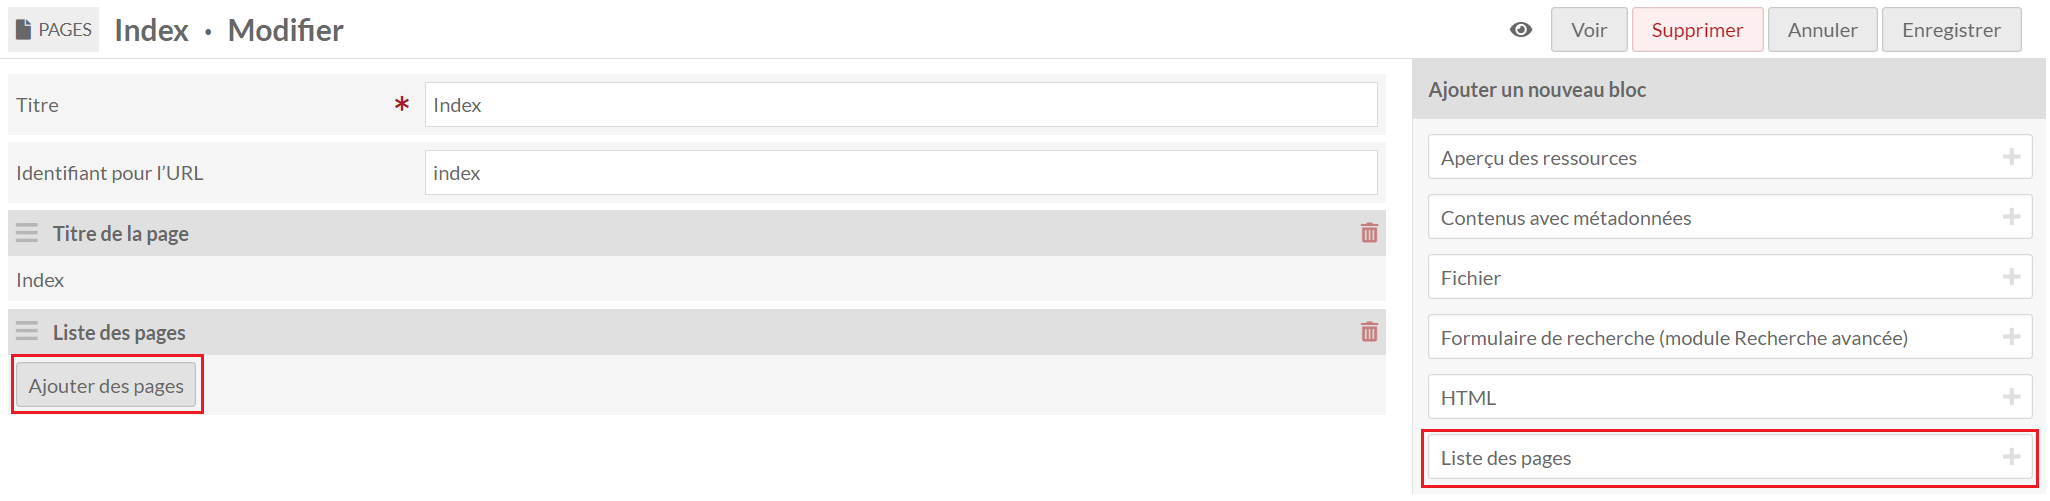 PAGES Index · Modifier
Voir Supprimer Annuler Enregistrer
Titre * Index
Identifiant pour l’URL index
Titre de la page
Index
Liste des pages
Ajouter des pages
Ajouter un nouveau bloc
Aperçu des ressources
Contenus avec métadonnées
Fichier
Formulaire de recherche (module Recherche avancée)
HTML
Liste des pages